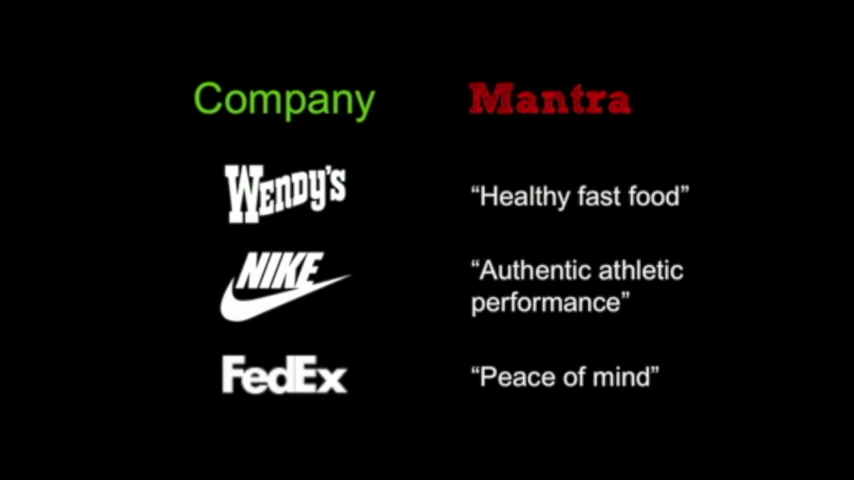 Company Mantra
Wendy's “Healthy fast food”
NIKE “Authentic athletic
performance”
FedEx “Peace of mind”